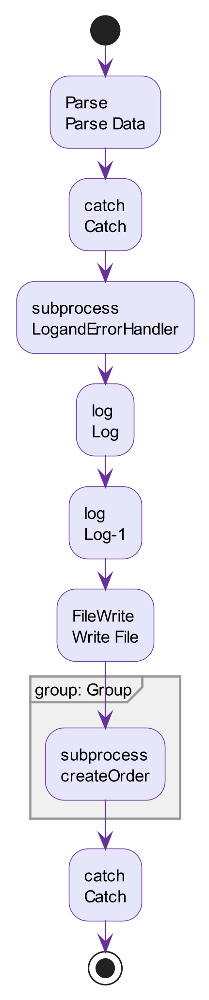 Parse
Parse Data
catch
Catch
subprocess
LogandErrorHandler
log
Log
log
Log-1
FileWrite
Write File
group: Group
subprocess
createOrder
catch
Catch